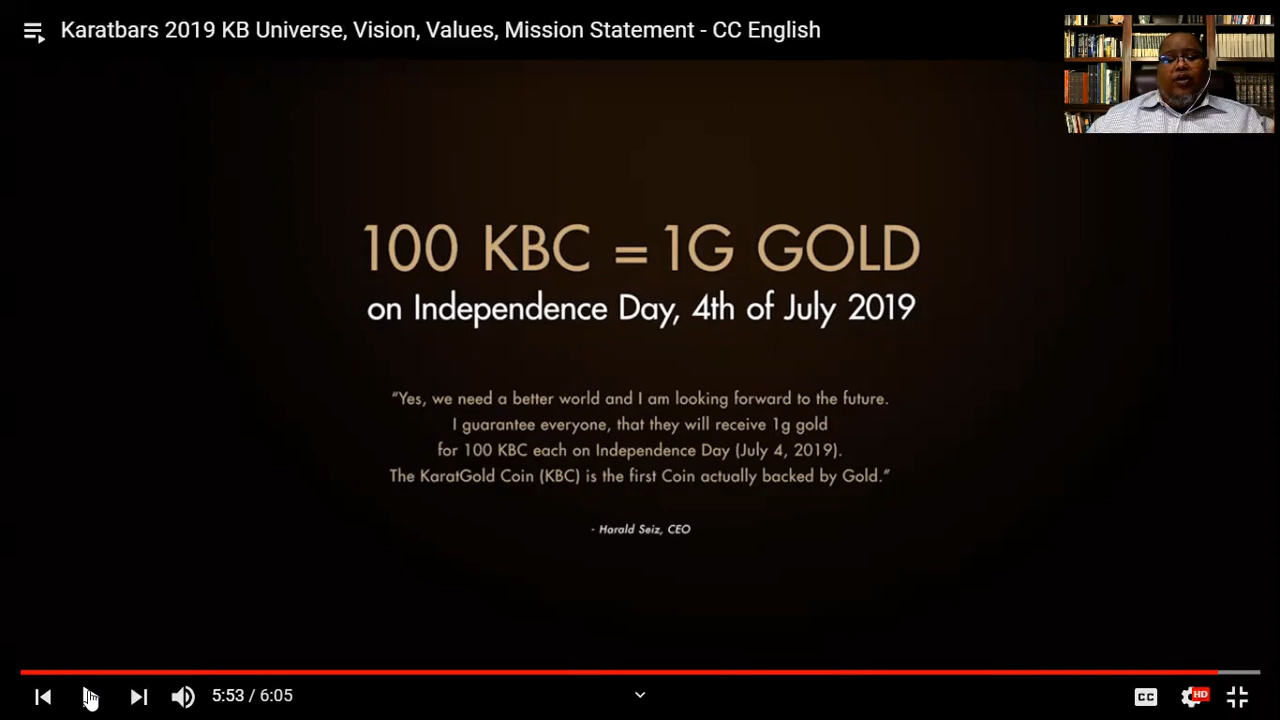 Karatbars 2019 KB Universe, Vision, Values, Mission Statement - CC English
100 KBC = 1G GOLD
on Independence Day, 4th of July 2019
"Yes, we need a better world and I am looking forward to the future.
I guarantee everyone, that they will receive 1g gold
for 100 KBC each on Independence Day (July 4, 2019).
The KaratGold Coin (KBC) is the first Coin actually backed by Gold."
- Harald Seiz, CEO
5:53 / 6:05
CC
HD